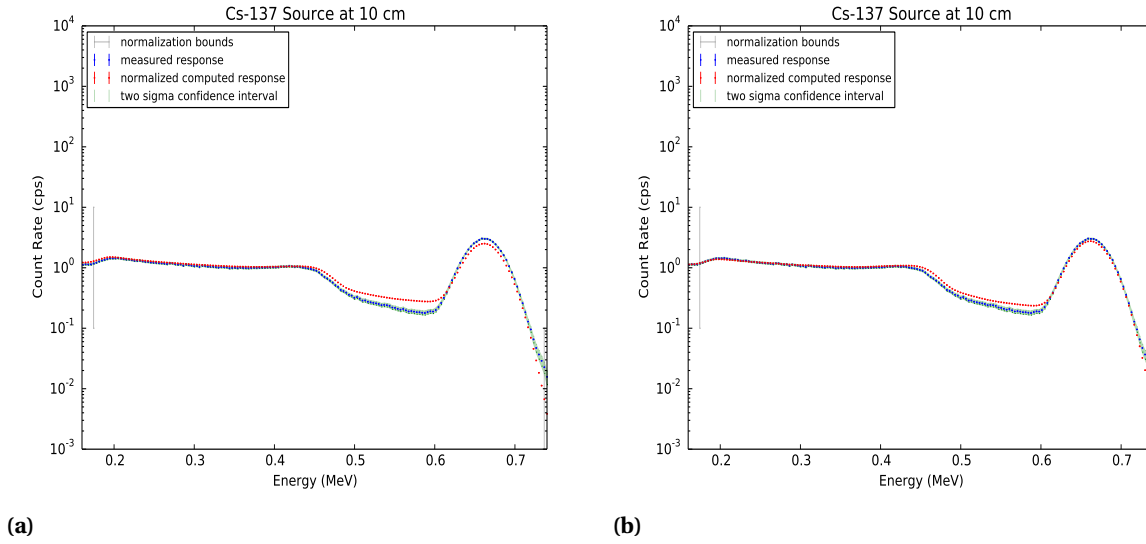 Cs-137 Source at 10 cm
10^4
10^3
10^2
10^1
10^0
10^-1
10^-2
10^-3
Count Rate (cps)
normalization bounds
measured response
normalized computed response
two sigma confidence interval
0.2 0.3 0.4 0.5 0.6 0.7
Energy (MeV)
(a)
Cs-137 Source at 10 cm
10^4
10^3
10^2
10^1
10^0
10^-1
10^-2
10^-3
Count Rate (cps)
normalization bounds
measured response
normalized computed response
two sigma confidence interval
0.2 0.3 0.4 0.5 0.6 0.7
Energy (MeV)
(b)